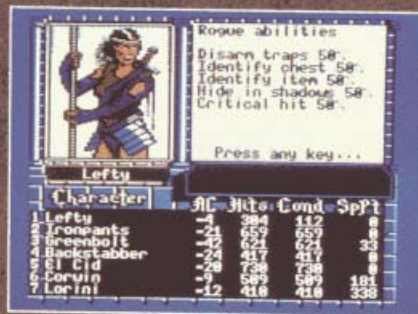 Rogue abilities
Disarm traps 50%.
Identify chest 50%.
Identify item 50%.
Hide in shadows 50%.
Critical hit 50%.
Press any key...
Lefty
Character AC Hits Cond SpPt
1 Lefty -4 304 112 0
2 Ironpants -21 659 659 0
3 Greenbolt -42 621 621 33
4 Backstabber -24 417 417 0
5 El Cid -20 730 730 0
6 Corwin -9 509 509 181
7 Lorini -12 410 410 338